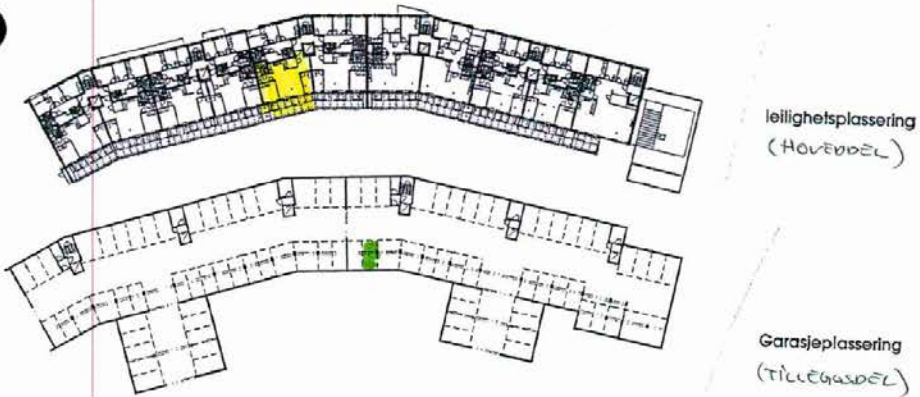 leilighetsplassering
(HOVEDDEL)
Garasjeplassering
(TILLEGGSDEL)